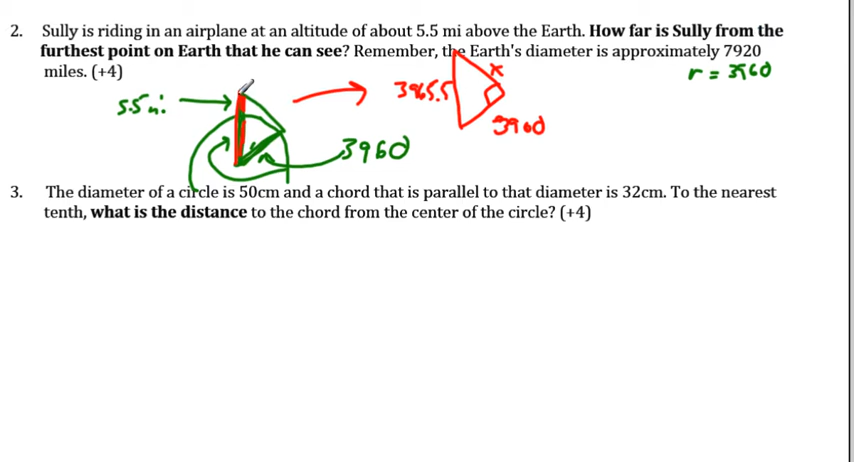 2. Sully is riding in an airplane at an altitude of about 5.5 mi above the Earth. How far is Sully from the
furthest point on Earth that he can see? Remember, the Earth's diameter is approximately 7920
miles. (+4)
r = 3960
5.5 mi
3965.5
x
3960
3960
3. The diameter of a circle is 50cm and a chord that is parallel to that diameter is 32cm. To the nearest
tenth, what is the distance to the chord from the center of the circle? (+4)